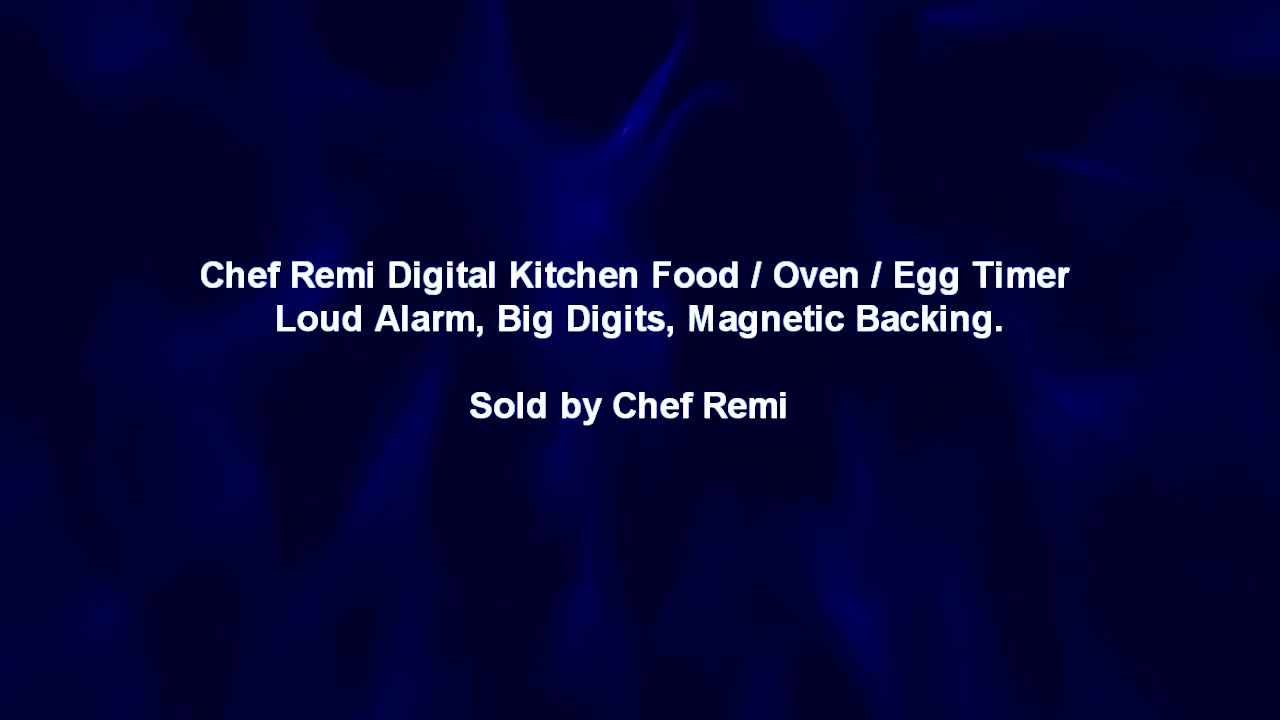 Chef Remi Digital Kitchen Food / Oven / Egg Timer
Loud Alarm, Big Digits, Magnetic Backing.
Sold by Chef Remi